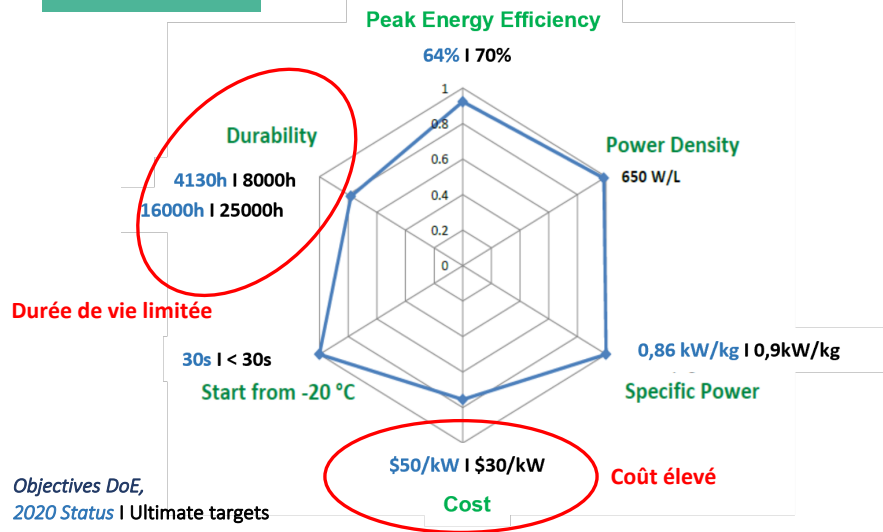 Peak Energy Efficiency
64% I 70%
1
0.8
0.6
0.4
0.2
0
Durability
4130h I 8000h
16000h I 25000h
Power Density
650 W/L
Durée de vie limitée
30s I < 30s
Start from -20 °C
0,86 kW/kg I 0,9kW/kg
Specific Power
$50/kW I $30/kW
Cost
Coût élevé
Objectives DoE,
2020 Status I Ultimate targets